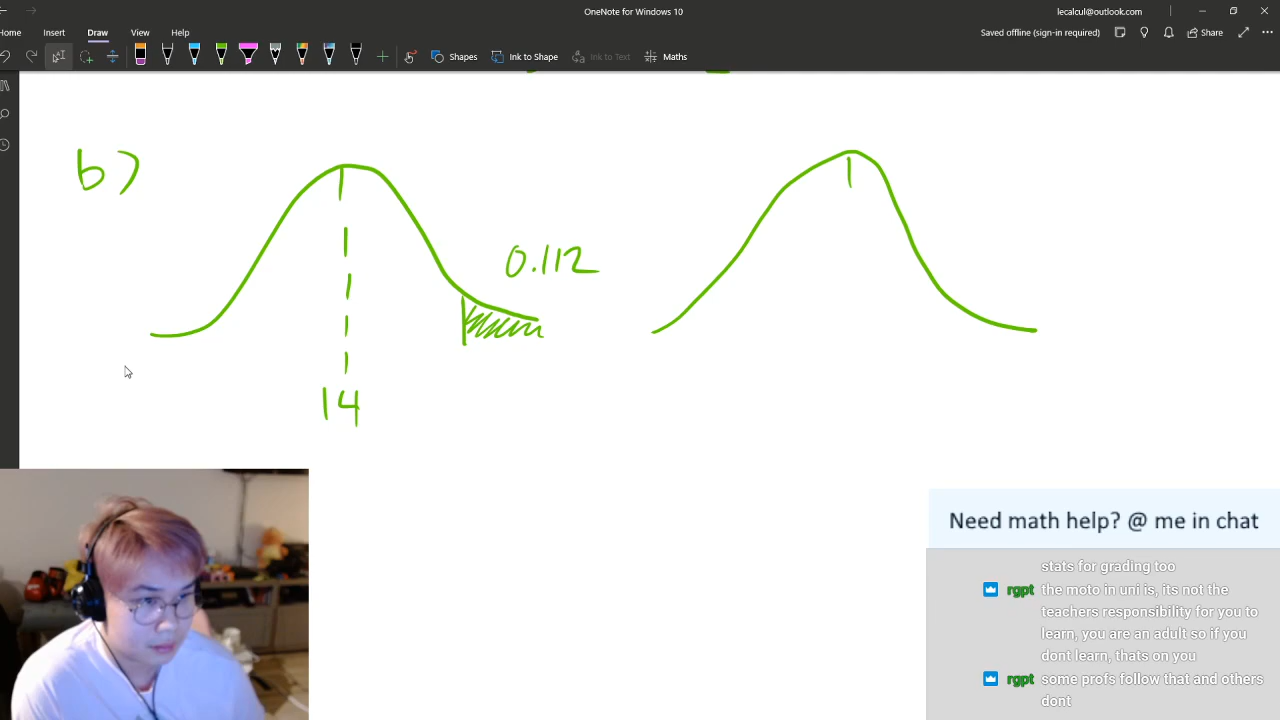 OneNote for Windows 10
lecalcul@outlook.com
Home Insert Draw View Help
Saved offline (sign-in required)
Share
Shapes
Ink to Shape
Ink to Text
Maths
b)
0.112
14
Need math help? @ me in chat
stats for grading too
rgpt the moto in uni is, its not the
teachers responsibility for you to
learn, you are an adult so if you
dont learn, thats on you
rgpt some profs follow that and others
dont